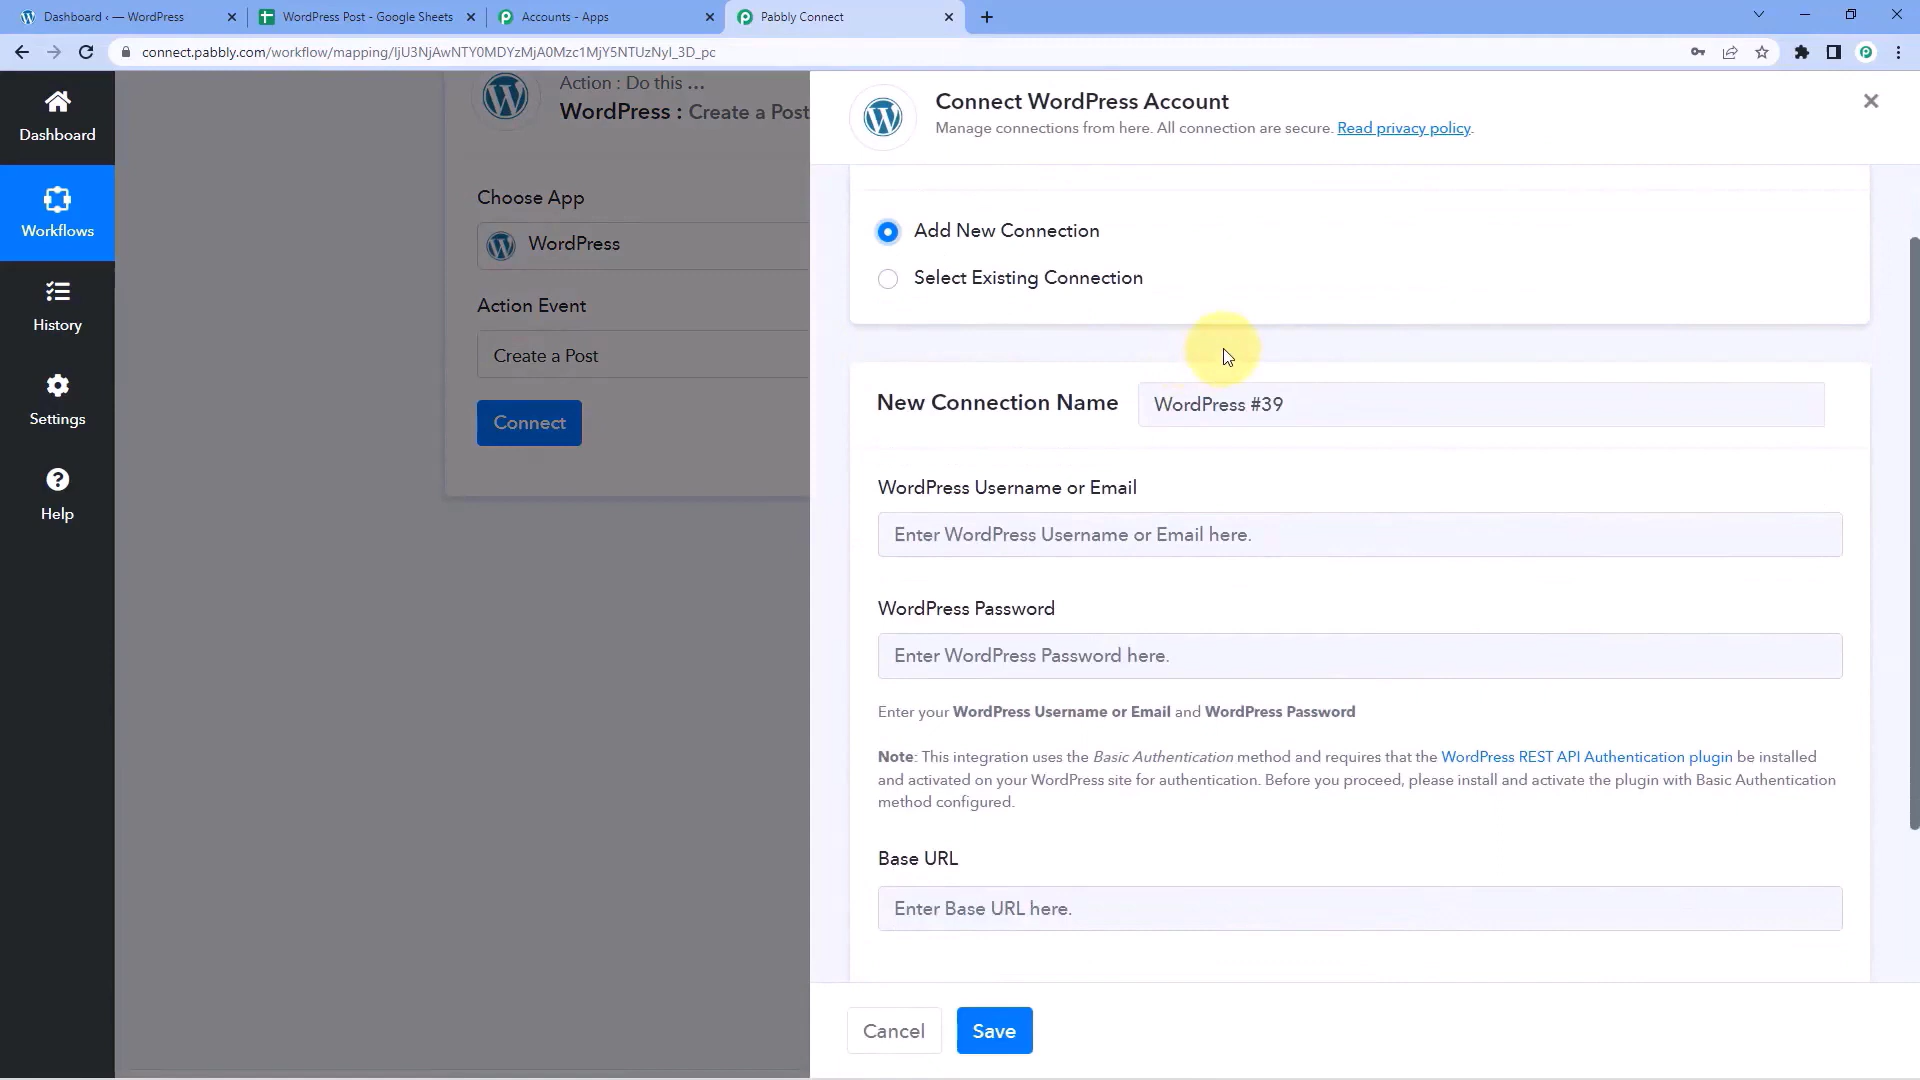 Dashboard ‹ — WordPress
WordPress Post - Google Sheets
Accounts - Apps
Pabbly Connect
connect.pabbly.com/workflow/mapping/IjU3NjAwNTY0MDYzMjA0Mzc1MjY5NTUzNyI_3D_pc
Dashboard
Workflows
History
Settings
Help
Action : Do this ...
WordPress : Create a Post
Choose App
WordPress
Action Event
Create a Post
Connect
Connect WordPress Account
Manage connections from here. All connection are secure. Read privacy policy.
Add New Connection
Select Existing Connection
New Connection Name
WordPress #39
WordPress Username or Email
Enter WordPress Username or Email here.
WordPress Password
Enter WordPress Password here.
Enter your WordPress Username or Email and WordPress Password
Note: This integration uses the Basic Authentication method and requires that the WordPress REST API Authentication plugin be installed
and activated on your WordPress site for authentication. Before you proceed, please install and activate the plugin with Basic Authentication
method configured.
Base URL
Enter Base URL here.
Cancel
Save